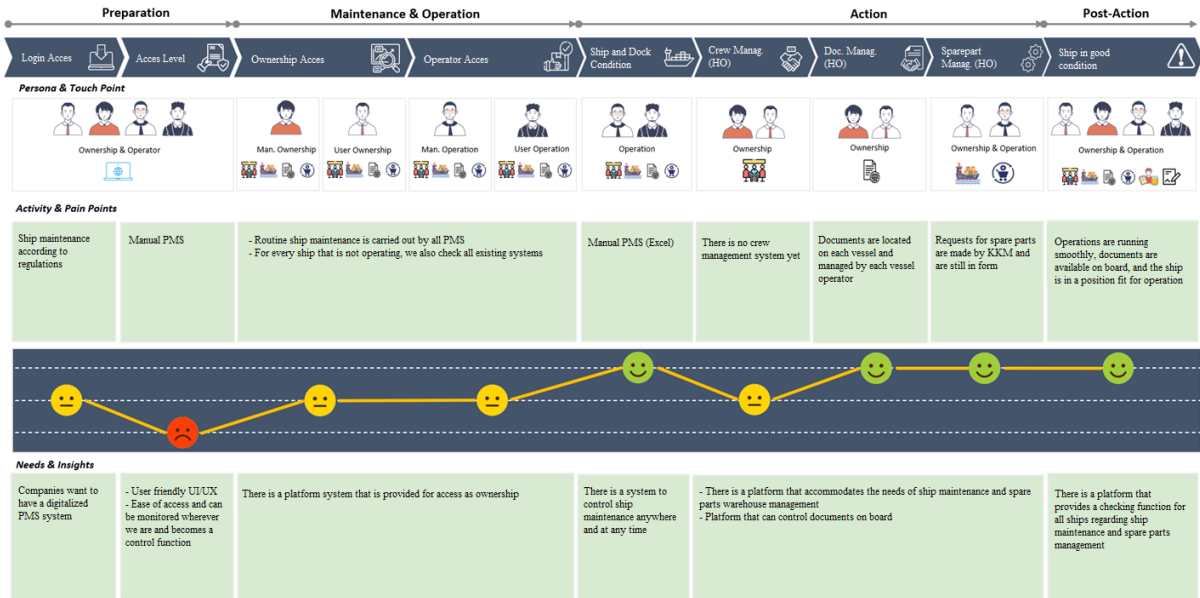 Preparation
Maintenance & Operation
Action
Post-Action
Login Acces
Acces Level
Ownership Acces
Operator Acces
Ship and Dock
Condition
Crew Manag.
(HO)
Doc. Manag.
(HO)
Sparepart
Manag. (HO)
Ship in good
condition
Persona & Touch Point
Ownership & Operator
Man. Ownership
User Ownership
Man. Operation
User Operation
Operation
Ownership
Ownership
Ownership & Operation
Ownership & Operation
Activity & Pain Points
Ship maintenance
according to
regulations
Manual PMS
- Routine ship maintenance is carried out by all PMS
- For every ship that is not operating, we also check all existing systems
Manual PMS (Excel)
There is no crew
management system yet
Documents are located
on each vessel and
managed by each vessel
operator
Requests for spare parts
are made by KKM and
are still in form
Operations are running
smoothly, documents are
available on board, and the ship
is in a position fit for operation
Needs & Insights
Companies want to
have a digitalized
PMS system
- User friendly UI/UX
- Ease of access and can
be monitored wherever
we are and becomes a
control function
There is a platform system that is provided for access as ownership
There is a system to
control ship
maintenance anywhere
and at any time
- There is a platform that accommodates the needs of ship maintenance and spare
parts warehouse management
- Platform that can control documents on board
There is a platform that
provides a checking function for
all ships regarding ship
maintenance and spare parts
management